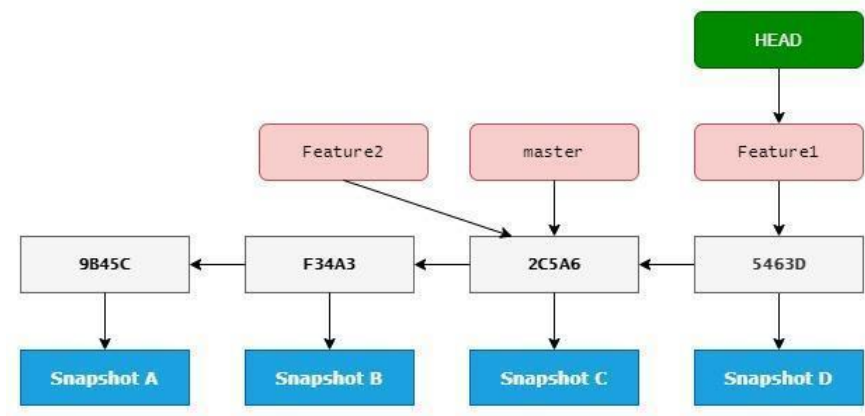 HEAD
Feature2
master
Feature1
9B45C
F34A3
2C5A6
5463D
Snapshot A
Snapshot B
Snapshot C
Snapshot D